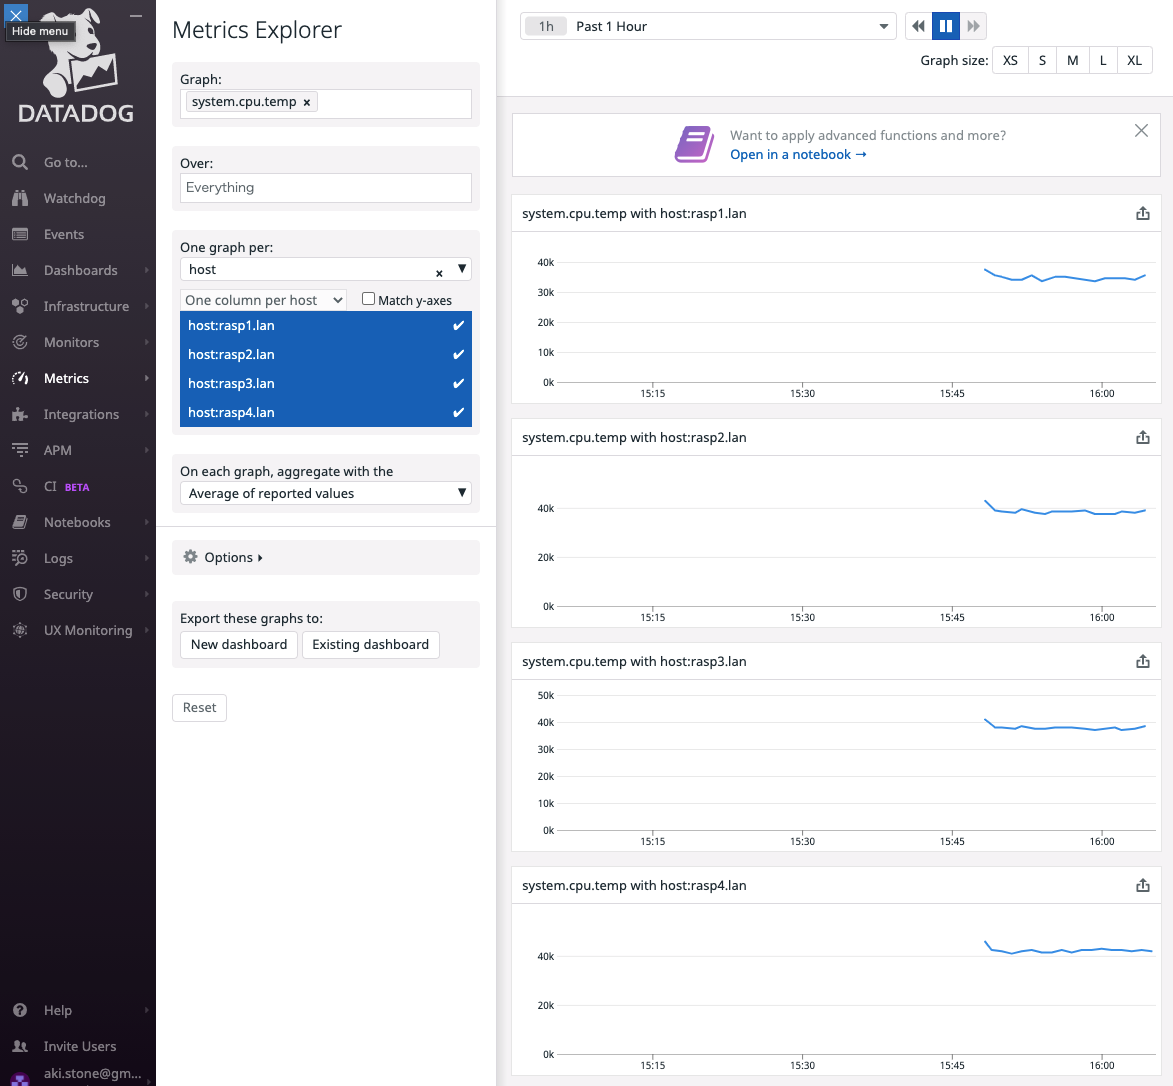 Hide menu
DATADOG
Go to...
Watchdog
Events
Dashboards
Infrastructure
Monitors
Metrics
Integrations
APM
CI BETA
Notebooks
Logs
Security
UX Monitoring
Help
Invite Users
aki.stone@gm...
Metrics Explorer
Graph:
system.cpu.temp ×
Over:
Everything
One graph per:
host ×
One column per host
Match y-axes
host:rasp1.lan
host:rasp2.lan
host:rasp3.lan
host:rasp4.lan
On each graph, aggregate with the
Average of reported values
Options
Export these graphs to:
New dashboard Existing dashboard
Reset
1h Past 1 Hour
Graph size: XS S M L XL
Want to apply advanced functions and more?
Open in a notebook →
system.cpu.temp with host:rasp1.lan
40k
30k
20k
10k
0k
15:15 15:30 15:45 16:00
system.cpu.temp with host:rasp2.lan
40k
20k
0k
15:15 15:30 15:45 16:00
system.cpu.temp with host:rasp3.lan
50k
40k
30k
20k
10k
0k
15:15 15:30 15:45 16:00
system.cpu.temp with host:rasp4.lan
40k
20k
0k
15:15 15:30 15:45 16:00